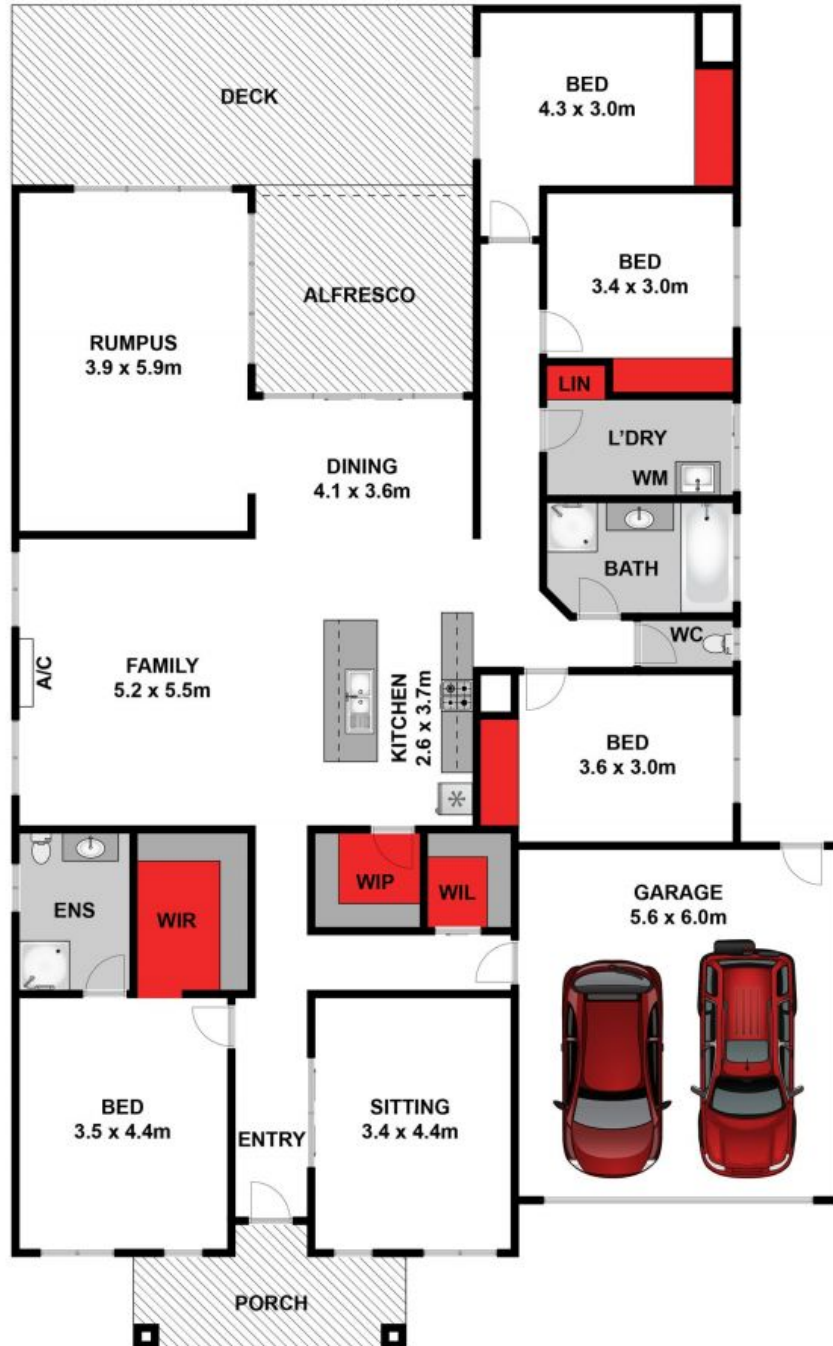 DECK
BED
4.3 x 3.0m
BED
3.4 x 3.0m
ALFRESCO
RUMPUS
3.9 x 5.9m
LIN
L'DRY
WM
DINING
4.1 x 3.6m
BATH
WC
A/C
FAMILY
5.2 x 5.5m
KITCHEN
2.6 x 3.7m
BED
3.6 x 3.0m
ENS
WIR
WIP
WIL
GARAGE
5.6 x 6.0m
BED
3.5 x 4.4m
ENTRY
SITTING
3.4 x 4.4m
PORCH